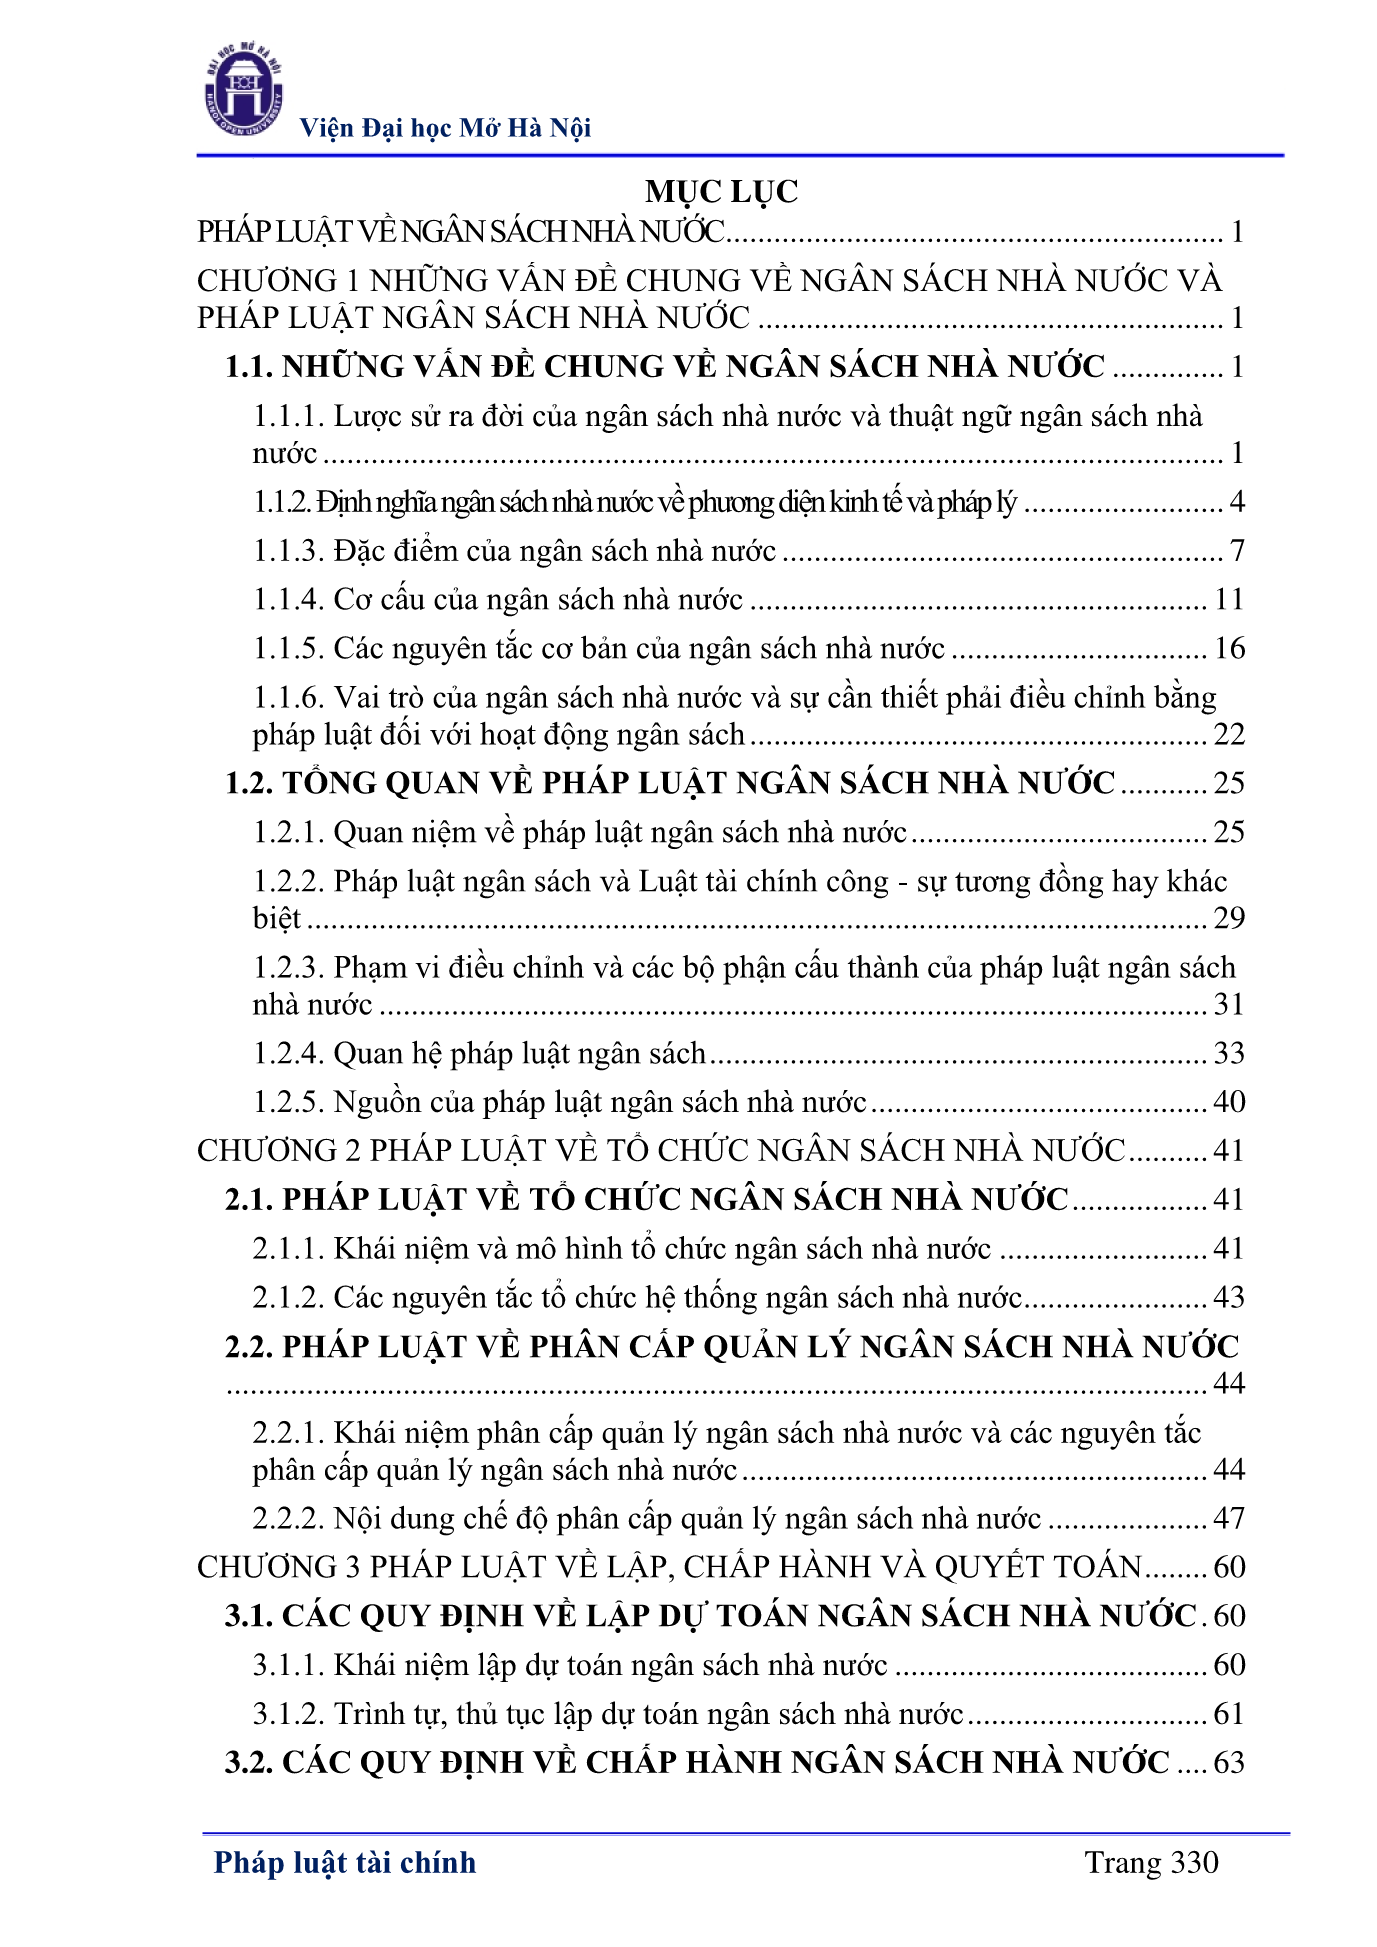 ĐẠI HỌC MỞ HÀ NỘI
HANOI OPEN UNIVERSITY
Viện Đại học Mở Hà Nội
MỤC LỤC
PHÁP LUẬT VỀ NGÂN SÁCH NHÀ NƯỚC.............................................................. 1
CHƯƠNG 1 NHỮNG VẤN ĐỀ CHUNG VỀ NGÂN SÁCH NHÀ NƯỚC VÀ
PHÁP LUẬT NGÂN SÁCH NHÀ NƯỚC .......................................................... 1
1.1. NHỮNG VẤN ĐỀ CHUNG VỀ NGÂN SÁCH NHÀ NƯỚC .............. 1
1.1.1. Lược sử ra đời của ngân sách nhà nước và thuật ngữ ngân sách nhà
nước ................................................................................................................ 1
1.1.2. Định nghĩa ngân sách nhà nước về phương diện kinh tế và pháp lý ......................... 4
1.1.3. Đặc điểm của ngân sách nhà nước ....................................................... 7
1.1.4. Cơ cấu của ngân sách nhà nước ......................................................... 11
1.1.5. Các nguyên tắc cơ bản của ngân sách nhà nước ................................ 16
1.1.6. Vai trò của ngân sách nhà nước và sự cần thiết phải điều chỉnh bằng
pháp luật đối với hoạt động ngân sách ......................................................... 22
1.2. TỔNG QUAN VỀ PHÁP LUẬT NGÂN SÁCH NHÀ NƯỚC ........... 25
1.2.1. Quan niệm về pháp luật ngân sách nhà nước ..................................... 25
1.2.2. Pháp luật ngân sách và Luật tài chính công - sự tương đồng hay khác
biệt ................................................................................................................ 29
1.2.3. Phạm vi điều chỉnh và các bộ phận cấu thành của pháp luật ngân sách
nhà nước ....................................................................................................... 31
1.2.4. Quan hệ pháp luật ngân sách .............................................................. 33
1.2.5. Nguồn của pháp luật ngân sách nhà nước .......................................... 40
CHƯƠNG 2 PHÁP LUẬT VỀ TỔ CHỨC NGÂN SÁCH NHÀ NƯỚC .......... 41
2.1. PHÁP LUẬT VỀ TỔ CHỨC NGÂN SÁCH NHÀ NƯỚC ................. 41
2.1.1. Khái niệm và mô hình tổ chức ngân sách nhà nước .......................... 41
2.1.2. Các nguyên tắc tổ chức hệ thống ngân sách nhà nước....................... 43
2.2. PHÁP LUẬT VỀ PHÂN CẤP QUẢN LÝ NGÂN SÁCH NHÀ NƯỚC
.......................................................................................................................... 44
2.2.1. Khái niệm phân cấp quản lý ngân sách nhà nước và các nguyên tắc
phân cấp quản lý ngân sách nhà nước .......................................................... 44
2.2.2. Nội dung chế độ phân cấp quản lý ngân sách nhà nước .................... 47
CHƯƠNG 3 PHÁP LUẬT VỀ LẬP, CHẤP HÀNH VÀ QUYẾT TOÁN........ 60
3.1. CÁC QUY ĐỊNH VỀ LẬP DỰ TOÁN NGÂN SÁCH NHÀ NƯỚC . 60
3.1.1. Khái niệm lập dự toán ngân sách nhà nước ....................................... 60
3.1.2. Trình tự, thủ tục lập dự toán ngân sách nhà nước .............................. 61
3.2. CÁC QUY ĐỊNH VỀ CHẤP HÀNH NGÂN SÁCH NHÀ NƯỚC .... 63
Pháp luật tài chính Trang 330